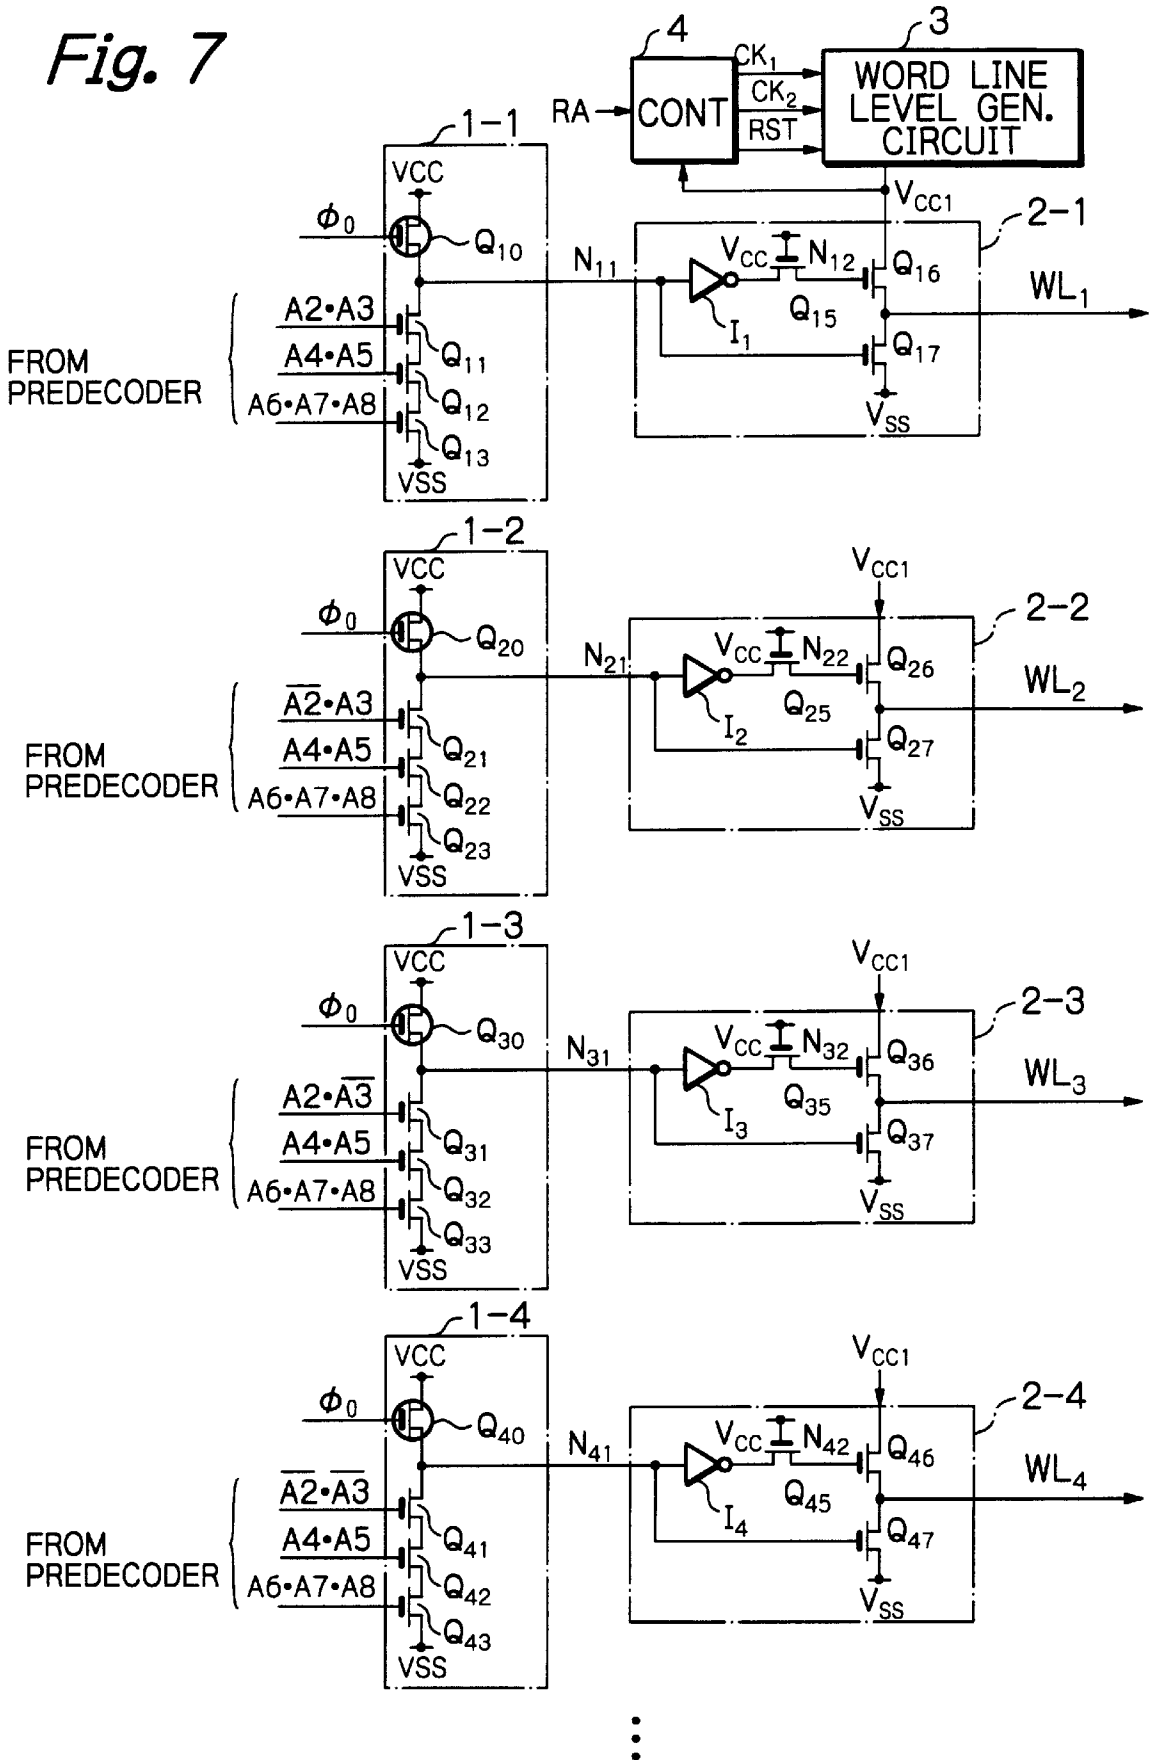 Fig. 7
4
3
CK1
CK2
RST
RA
CONT
WORD LINE
LEVEL GEN.
CIRCUIT
VCC1
1-1
VCC
ϕ0
Q10
A2•A3
A4•A5
A6•A7•A8
FROM
PREDECODER
Q11
Q12
Q13
VSS
N11
2-1
VCC
N12
Q16
I1
Q15
Q17
VSS
WL1
1-2
VCC
ϕ0
Q20
A̅2̅•A3
A4•A5
A6•A7•A8
FROM
PREDECODER
Q21
Q22
Q23
VSS
N21
VCC1
2-2
VCC
N22
Q26
I2
Q25
Q27
VSS
WL2
1-3
VCC
ϕ0
Q30
A2•A̅3̅
A4•A5
A6•A7•A8
FROM
PREDECODER
Q31
Q32
Q33
VSS
N31
VCC1
2-3
VCC
N32
Q36
I3
Q35
Q37
VSS
WL3
1-4
VCC
ϕ0
Q40
A̅2̅•A̅3̅
A4•A5
A6•A7•A8
FROM
PREDECODER
Q41
Q42
Q43
VSS
N41
VCC1
2-4
VCC
N42
Q46
I4
Q45
Q47
VSS
WL4